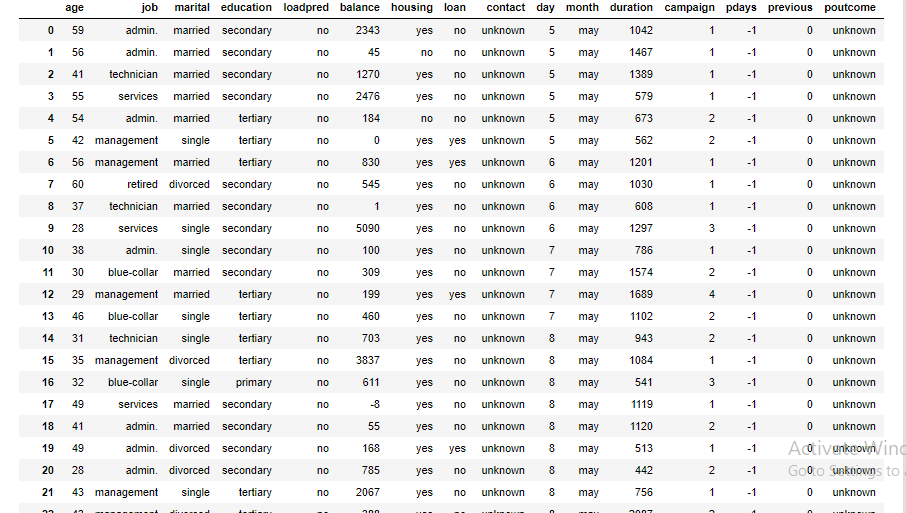 age job marital education loadpred balance housing loan contact day month duration campaign pdays previous poutcome
0 59 admin. married secondary no 2343 yes no unknown 5 may 1042 1 -1 0 unknown
1 56 admin. married secondary no 45 no no unknown 5 may 1467 1 -1 0 unknown
2 41 technician married secondary no 1270 yes no unknown 5 may 1389 1 -1 0 unknown
3 55 services married secondary no 2476 yes no unknown 5 may 579 1 -1 0 unknown
4 54 admin. married tertiary no 184 no no unknown 5 may 673 2 -1 0 unknown
5 42 management single tertiary no 0 yes yes unknown 5 may 562 2 -1 0 unknown
6 56 management married tertiary no 830 yes yes unknown 6 may 1201 1 -1 0 unknown
7 60 retired divorced secondary no 545 yes no unknown 6 may 1030 1 -1 0 unknown
8 37 technician married secondary no 1 yes no unknown 6 may 608 1 -1 0 unknown
9 28 services single secondary no 5090 yes no unknown 6 may 1297 3 -1 0 unknown
10 38 admin. single secondary no 100 yes no unknown 7 may 786 1 -1 0 unknown
11 30 blue-collar married secondary no 309 yes no unknown 7 may 1574 2 -1 0 unknown
12 29 management married tertiary no 199 yes yes unknown 7 may 1689 4 -1 0 unknown
13 46 blue-collar single tertiary no 460 yes no unknown 7 may 1102 2 -1 0 unknown
14 31 technician single tertiary no 703 yes no unknown 8 may 943 2 -1 0 unknown
15 35 management divorced tertiary no 3837 yes no unknown 8 may 1084 1 -1 0 unknown
16 32 blue-collar single primary no 611 yes no unknown 8 may 541 3 -1 0 unknown
17 49 services married secondary no -8 yes no unknown 8 may 1119 1 -1 0 unknown
18 41 admin. married secondary no 55 yes no unknown 8 may 1120 2 -1 0 unknown
19 49 admin. divorced secondary no 168 yes yes unknown 8 may 513 1 -1 0 unknown
Activate Winc
20 28 admin. divorced secondary no 785 yes no unknown 8 may 442 2 -1 0 unknown
Go to Settings to
21 43 management single tertiary no 2067 yes no unknown 8 may 756 1 -1 0 unknown